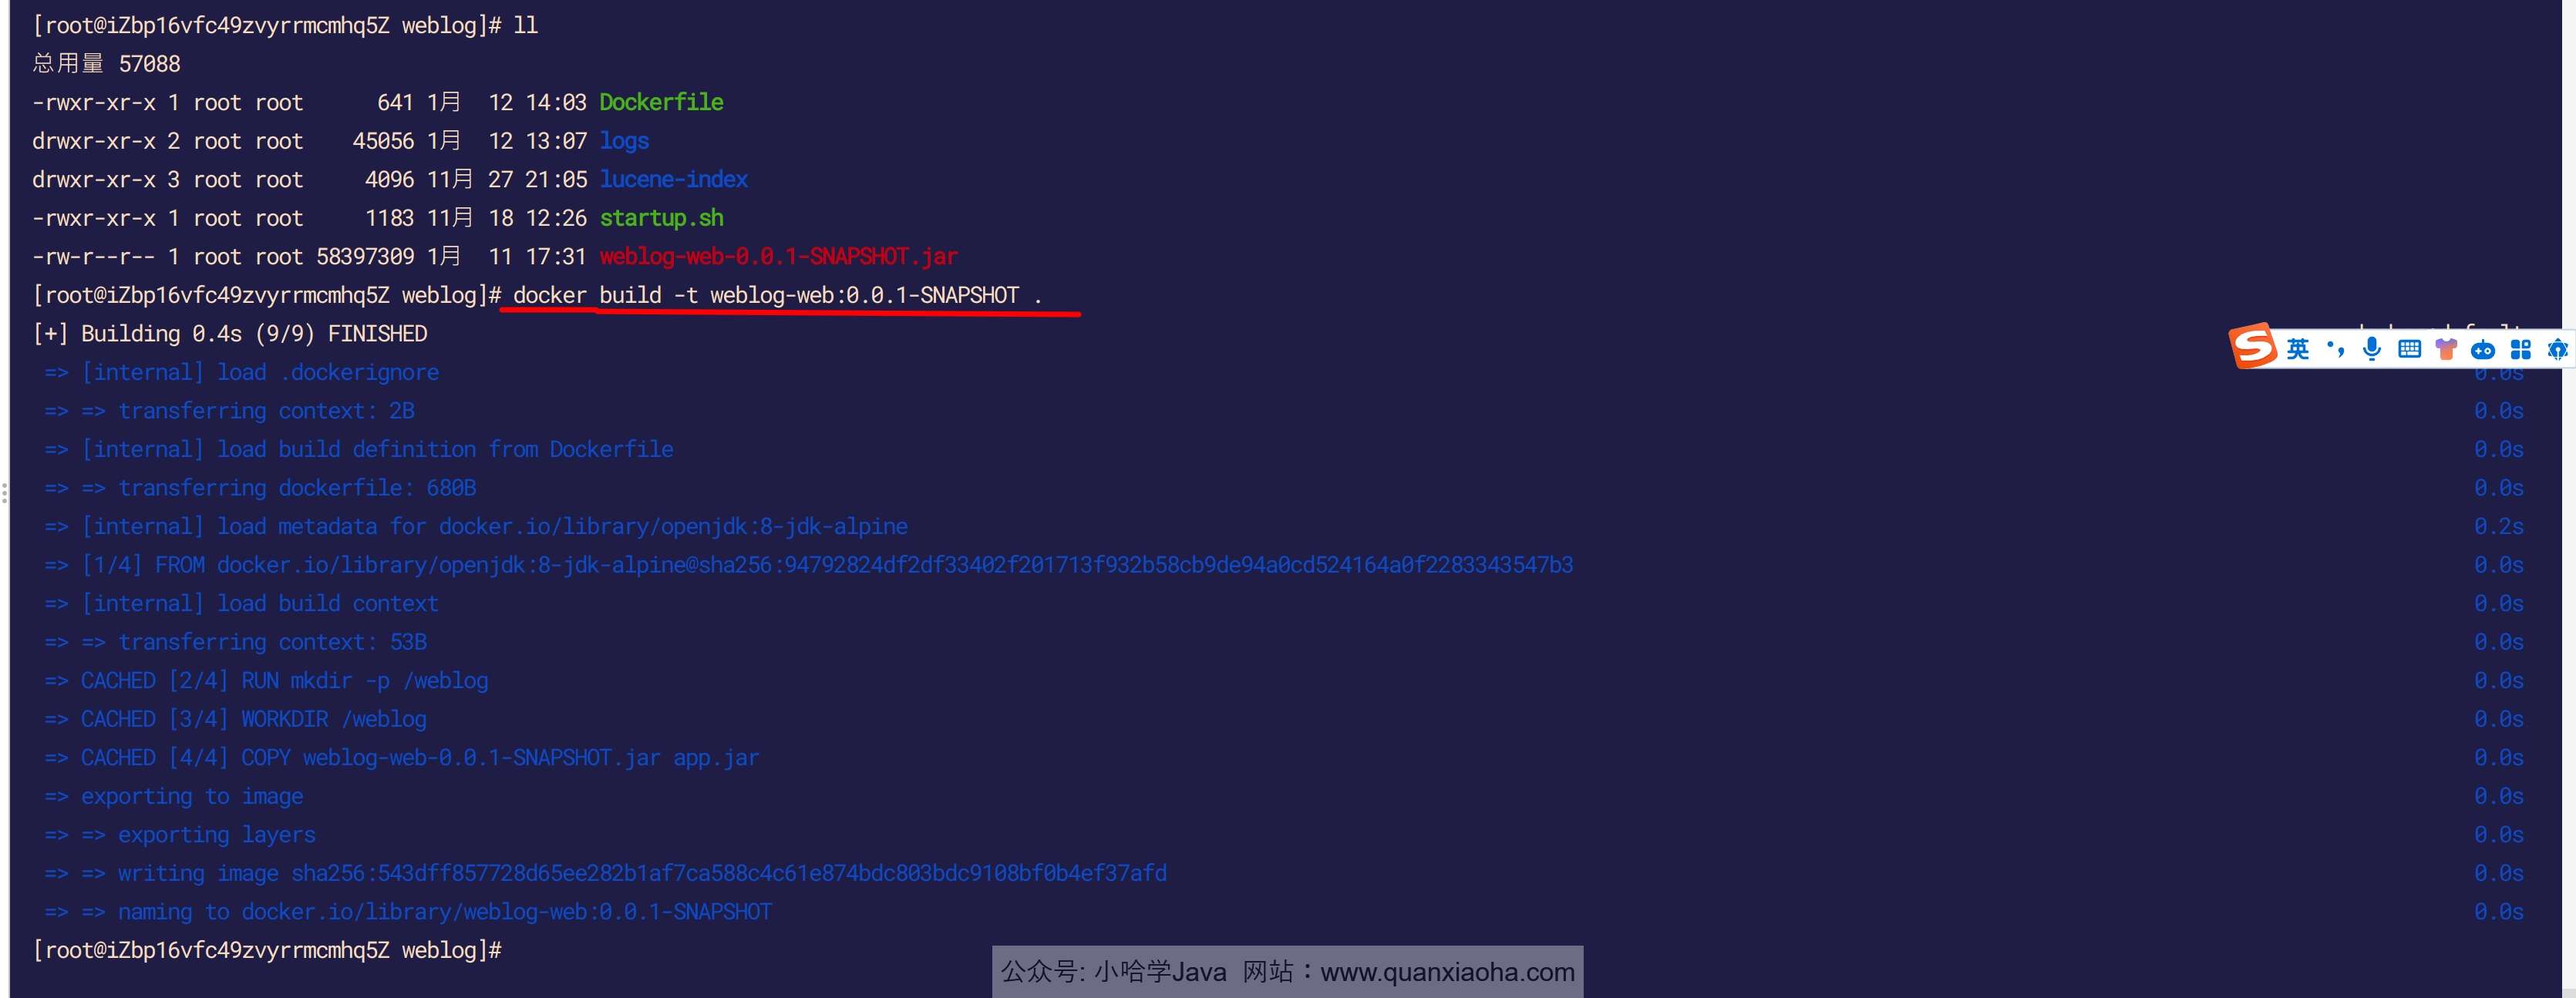 [root@iZbp16vfc49zvyrrmcmhq5Z weblog]# ll
总用量 57088
-rwxr-xr-x 1 root root      641 1月  12 14:03 Dockerfile
drwxr-xr-x 2 root root    45056 1月  12 13:07 logs
drwxr-xr-x 3 root root     4096 11月 27 21:05 lucene-index
-rwxr-xr-x 1 root root     1183 11月 18 12:26 startup.sh
-rw-r--r-- 1 root root 58397309 1月  11 17:31 weblog-web-0.0.1-SNAPSHOT.jar
[root@iZbp16vfc49zvyrrmcmhq5Z weblog]# docker build -t weblog-web:0.0.1-SNAPSHOT .
[+] Building 0.4s (9/9) FINISHED
英
=> [internal] load .dockerignore 0.0s
=> => transferring context: 2B 0.0s
=> [internal] load build definition from Dockerfile 0.0s
=> => transferring dockerfile: 680B 0.0s
=> [internal] load metadata for docker.io/library/openjdk:8-jdk-alpine 0.2s
=> [1/4] FROM docker.io/library/openjdk:8-jdk-alpine@sha256:94792824df2df33402f201713f932b58cb9de94a0cd524164a0f2283343547b3 0.0s
=> [internal] load build context 0.0s
=> => transferring context: 53B 0.0s
=> CACHED [2/4] RUN mkdir -p /weblog 0.0s
=> CACHED [3/4] WORKDIR /weblog 0.0s
=> CACHED [4/4] COPY weblog-web-0.0.1-SNAPSHOT.jar app.jar 0.0s
=> exporting to image 0.0s
=> => exporting layers 0.0s
=> => writing image sha256:543dff857728d65ee282b1af7ca588c4c61e874bdc803bdc9108bf0b4ef37afd 0.0s
=> => naming to docker.io/library/weblog-web:0.0.1-SNAPSHOT 0.0s
[root@iZbp16vfc49zvyrrmcmhq5Z weblog]#
公众号: 小哈学Java 网站：www.quanxiaoha.com